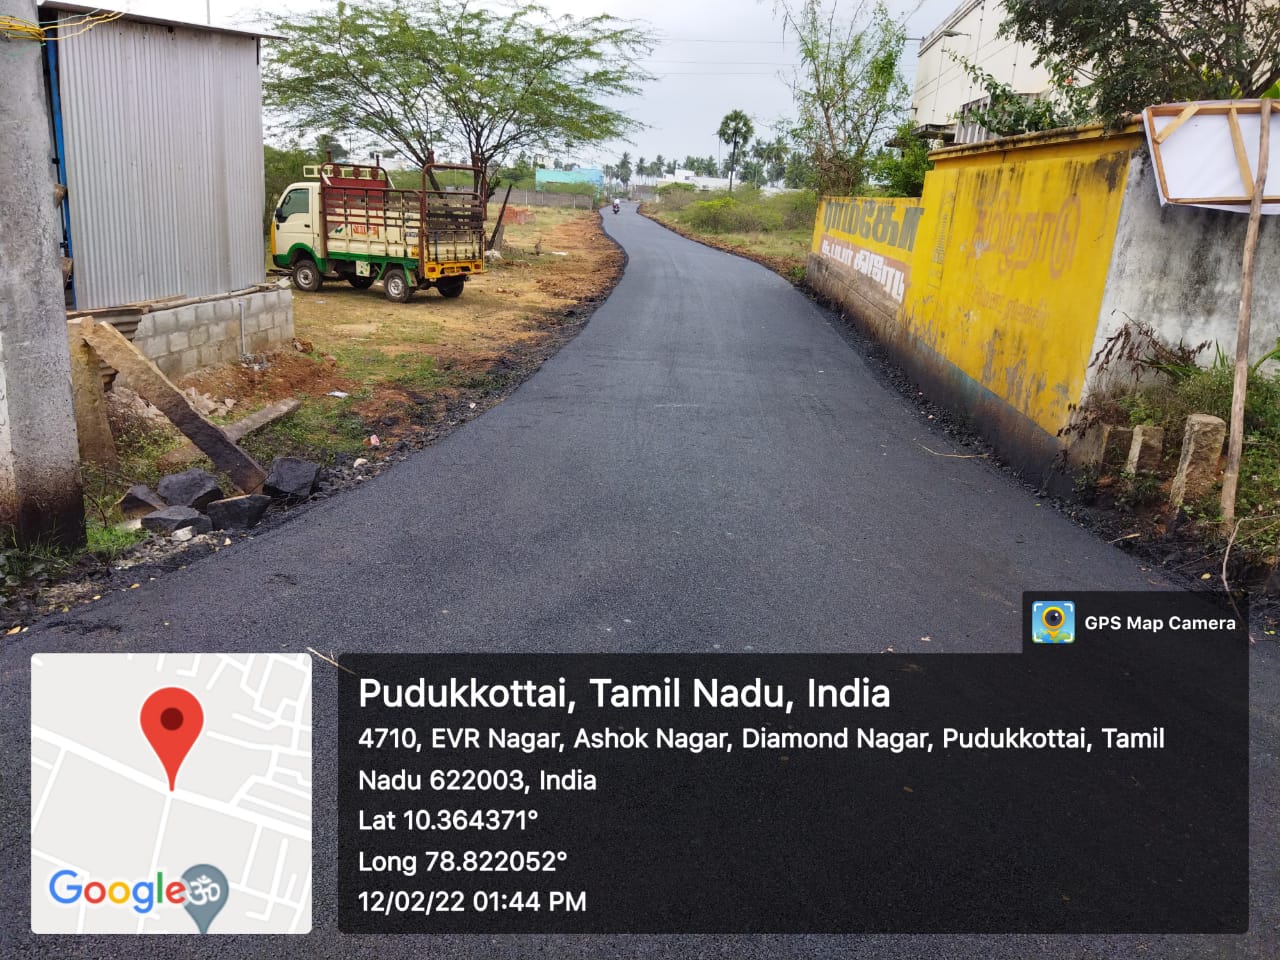 தமிழ்நாடு
GPS Map Camera
Pudukkottai, Tamil Nadu, India
4710, EVR Nagar, Ashok Nagar, Diamond Nagar, Pudukkottai, Tamil
Nadu 622003, India
Lat 10.364371°
Long 78.822052°
12/02/22 01:44 PM
Google